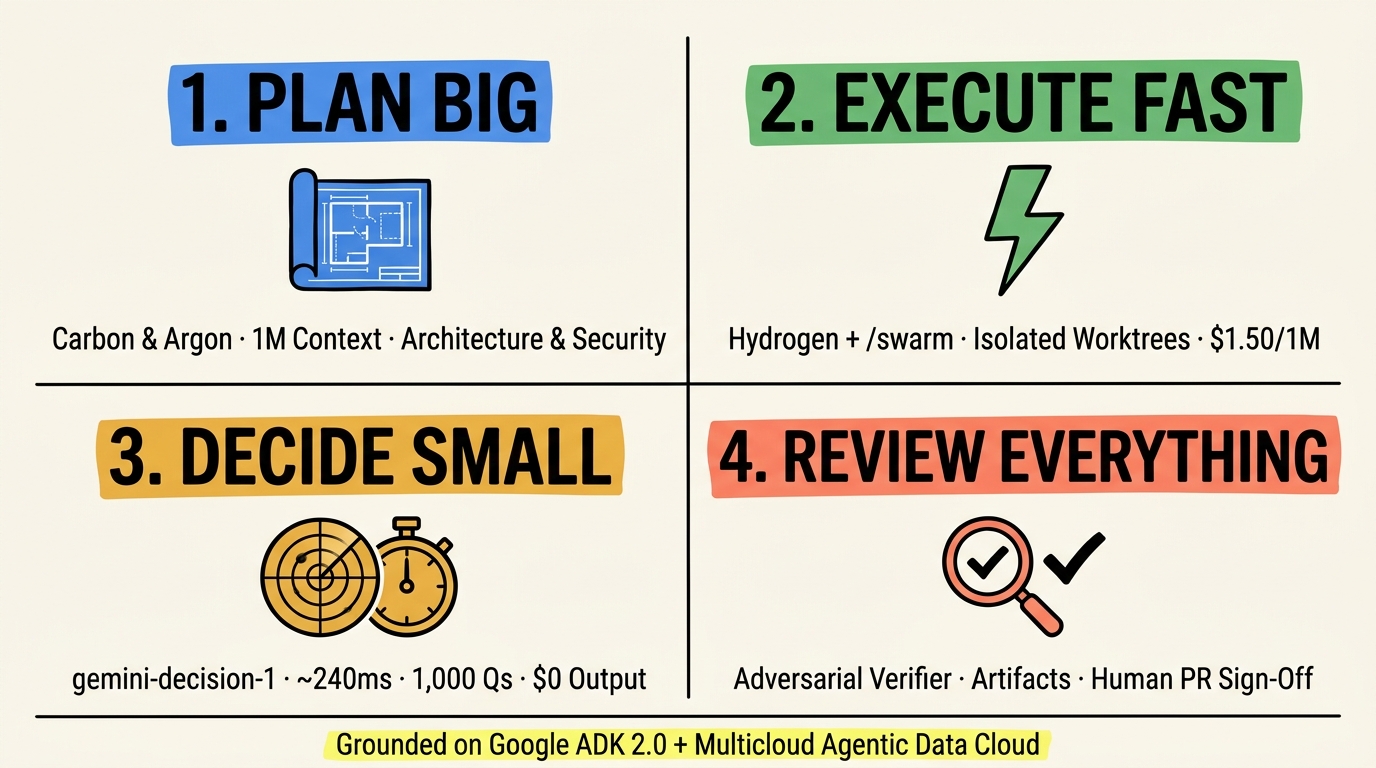 1. PLAN BIG
Carbon & Argon · 1M Context · Architecture & Security
2. EXECUTE FAST
Hydrogen + /swarm · Isolated Worktrees · $1.50/1M
3. DECIDE SMALL
gemini-decision-1 · ~240ms · 1,000 Qs · $0 Output
4. REVIEW EVERYTHING
Adversarial Verifier · Artifacts · Human PR Sign-Off
Grounded on Google ADK 2.0 + Multicloud Agentic Data Cloud